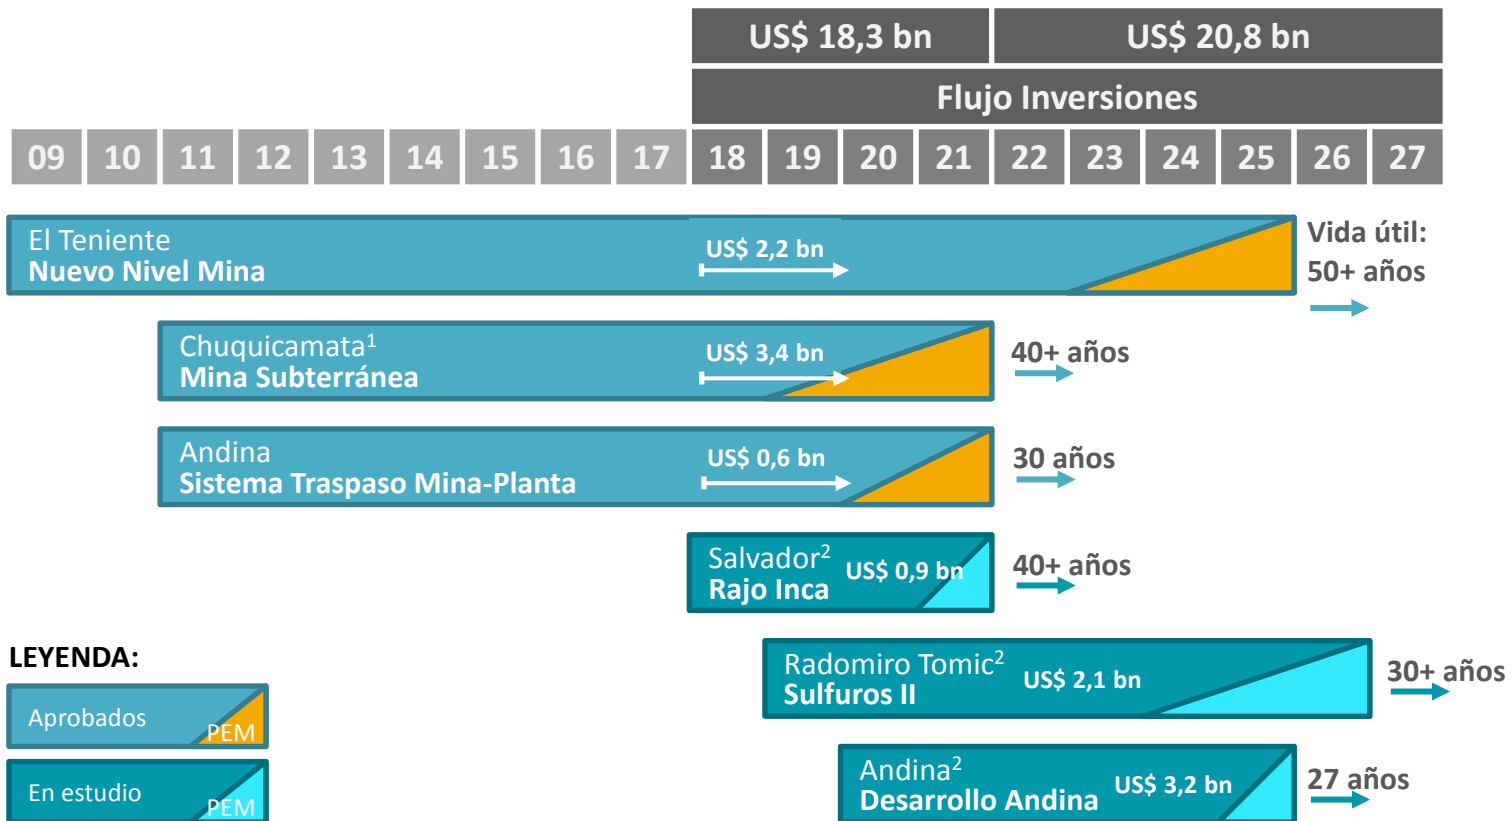 US$ 18,3 bn US$ 20,8 bn
Flujo Inversiones
09 10 11 12 13 14 15 16 17 18 19 20 21 22 23 24 25 26 27
El Teniente
Nuevo Nivel Mina
US$ 2,2 bn
Vida útil:
50+ años
Chuquicamata¹
Mina Subterránea
US$ 3,4 bn
40+ años
Andina
Sistema Traspaso Mina-Planta
US$ 0,6 bn
30 años
Salvador²
Rajo Inca
US$ 0,9 bn
40+ años
Radomiro Tomic²
Sulfuros II
US$ 2,1 bn
30+ años
Andina²
Desarrollo Andina
US$ 3,2 bn
27 años
LEYENDA:
Aprobados PEM
En estudio PEM